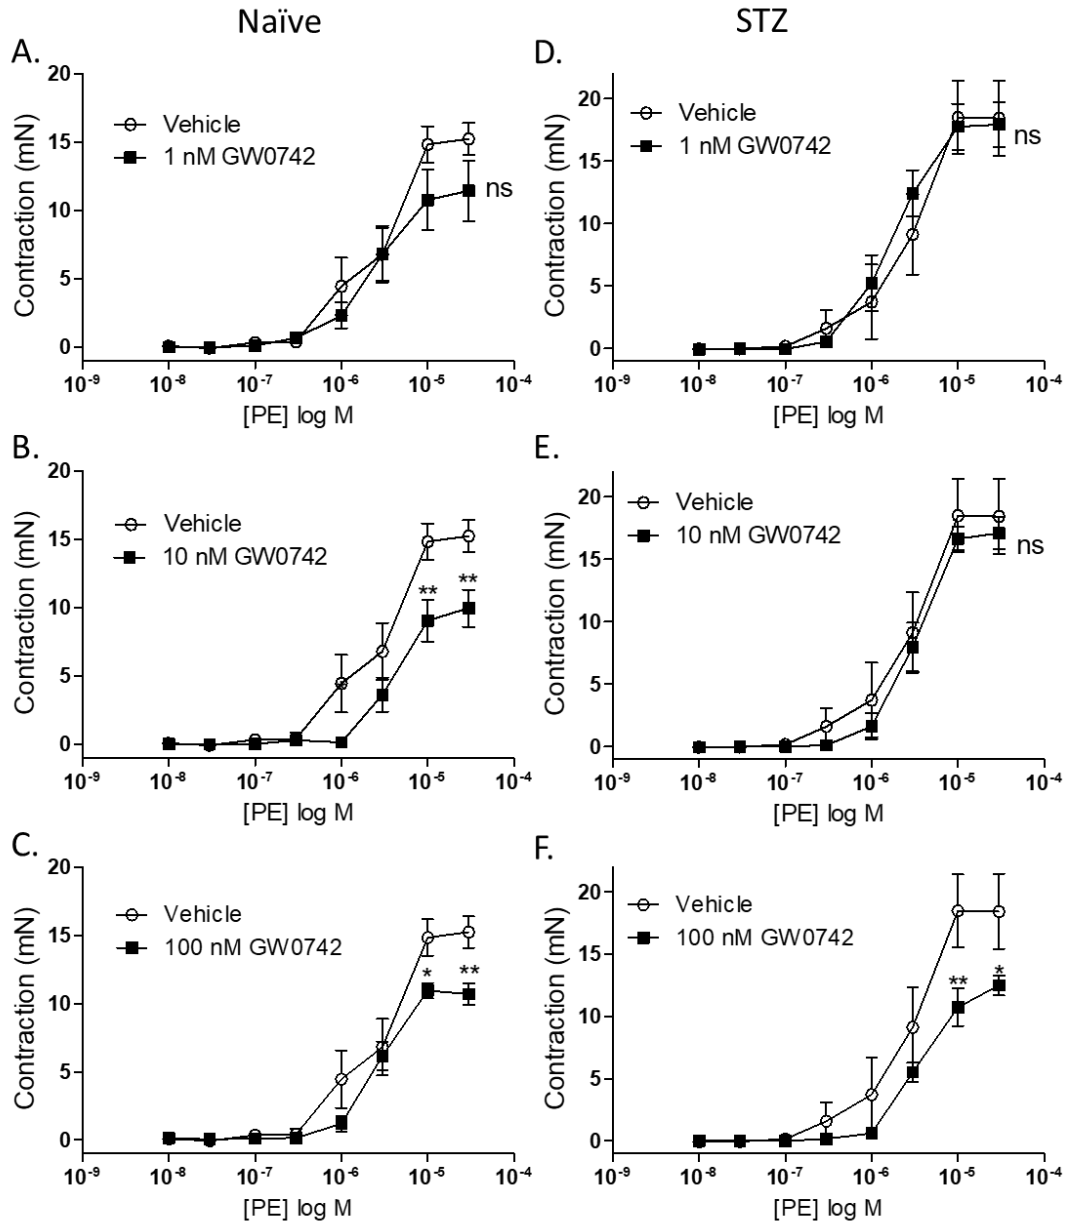 Naïve
STZ
A.
20
15
10
5
0
Contraction (mN)
Vehicle
1 nM GW0742
ns
10⁻⁹ 10⁻⁸ 10⁻⁷ 10⁻⁶ 10⁻⁵ 10⁻⁴
[PE] log M
D.
20
15
10
5
0
Contraction (mN)
Vehicle
1 nM GW0742
ns
10⁻⁹ 10⁻⁸ 10⁻⁷ 10⁻⁶ 10⁻⁵ 10⁻⁴
[PE] log M
B.
20
15
10
5
0
Contraction (mN)
Vehicle
10 nM GW0742
** **
10⁻⁹ 10⁻⁸ 10⁻⁷ 10⁻⁶ 10⁻⁵ 10⁻⁴
[PE] log M
E.
20
15
10
5
0
Contraction (mN)
Vehicle
10 nM GW0742
ns
10⁻⁹ 10⁻⁸ 10⁻⁷ 10⁻⁶ 10⁻⁵ 10⁻⁴
[PE] log M
C.
20
15
10
5
0
Contraction (mN)
Vehicle
100 nM GW0742
* **
10⁻⁹ 10⁻⁸ 10⁻⁷ 10⁻⁶ 10⁻⁵ 10⁻⁴
[PE] log M
F.
20
15
10
5
0
Contraction (mN)
Vehicle
100 nM GW0742
** *
10⁻⁹ 10⁻⁸ 10⁻⁷ 10⁻⁶ 10⁻⁵ 10⁻⁴
[PE] log M